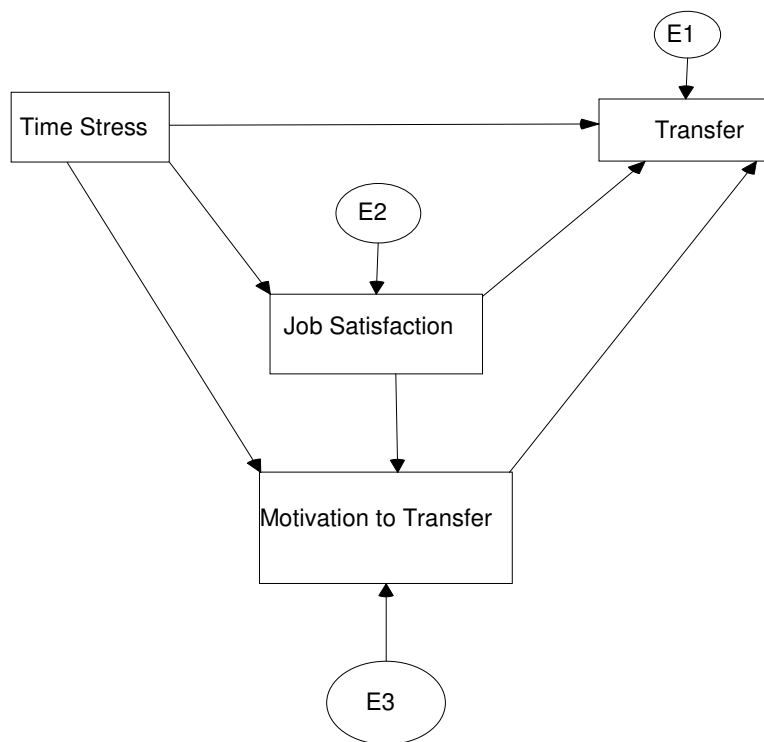 E1
Time Stress
Transfer
E2
Job Satisfaction
Motivation to Transfer
E3